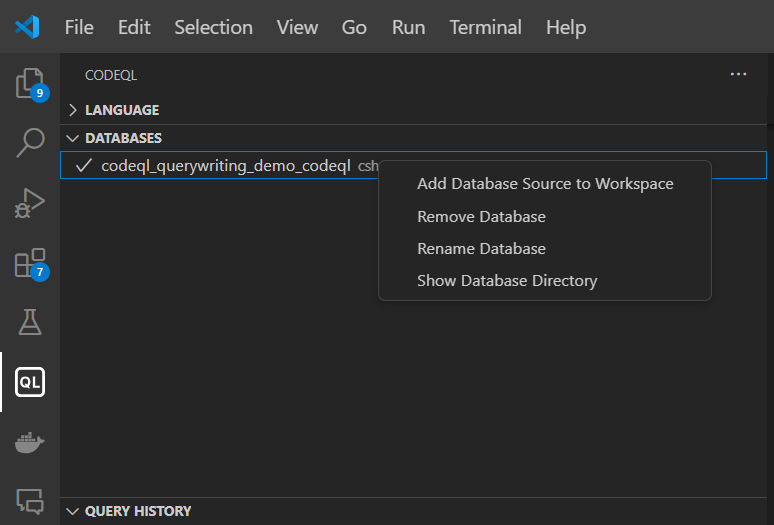 File Edit Selection View Go Run Terminal Help
CODEQL
9
LANGUAGE
DATABASES
codeql_querywriting_demo_codeql csh
Add Database Source to Workspace
Remove Database
Rename Database
7
Show Database Directory
QL
QUERY HISTORY